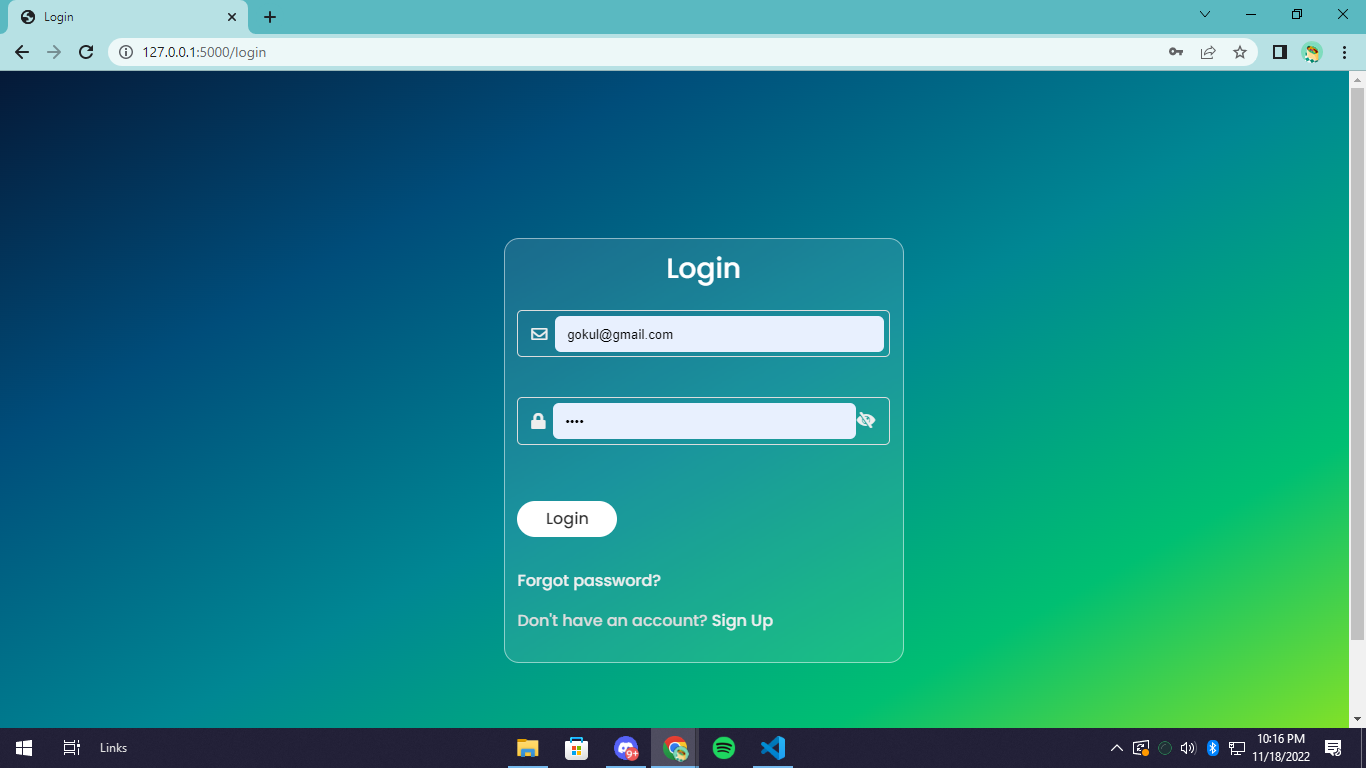 Login
127.0.0.1:5000/login
Login
gokul@gmail.com
••••
Login
Forgot password?
Don't have an account? Sign Up
Links
9+
10:16 PM
11/18/2022